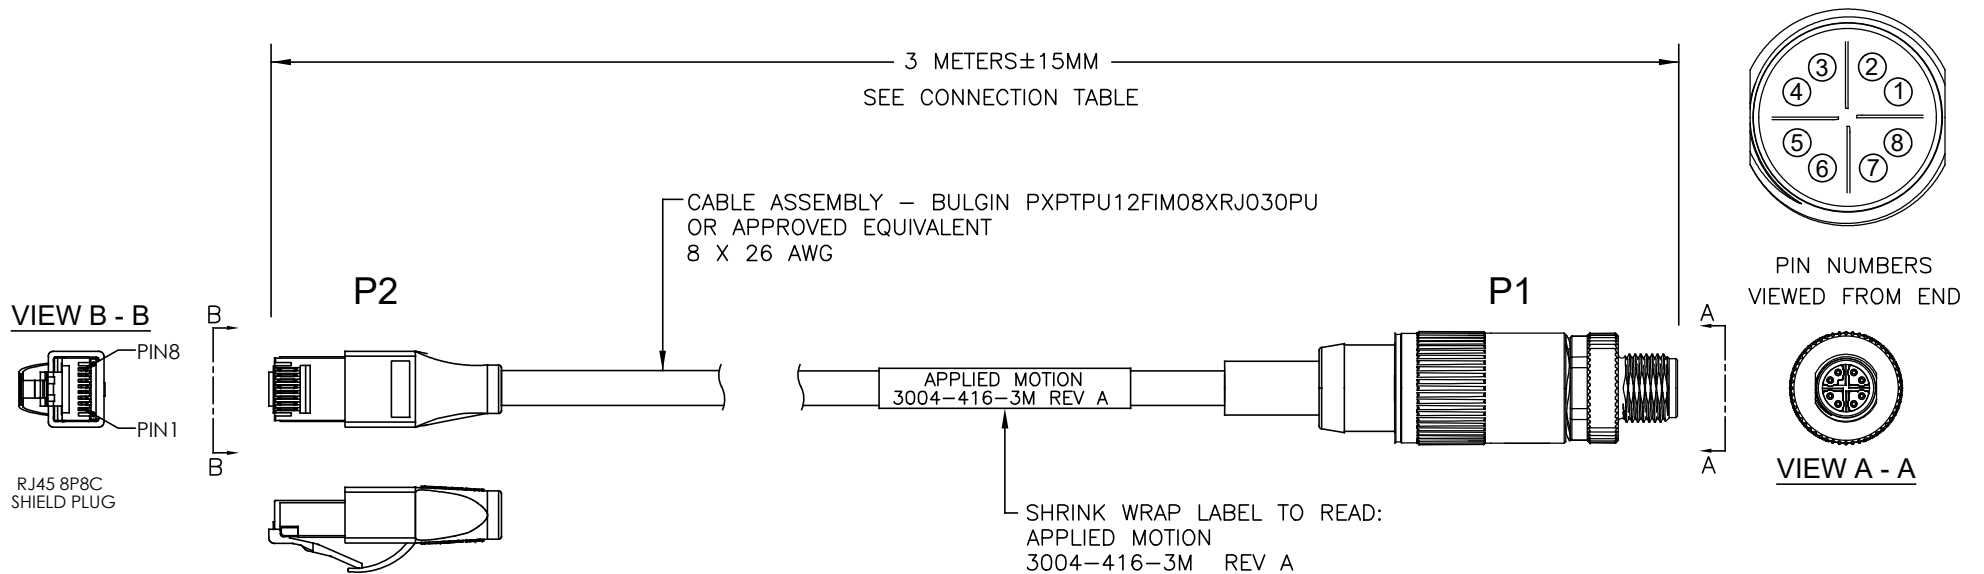 3 METERS±15MM
SEE CONNECTION TABLE
3 2
4 1
5 8
6 7
CABLE ASSEMBLY – BULGIN PXPTPU12FIM08XRJ030PU
OR APPROVED EQUIVALENT
8 X 26 AWG
PIN NUMBERS
VIEWED FROM END
P2
P1
VIEW B - B
B
A
PIN8
PIN1
APPLIED MOTION
3004–416–3M REV A
B
A
VIEW A - A
RJ45 8P8C
SHIELD PLUG
SHRINK WRAP LABEL TO READ:
APPLIED MOTION
3004–416–3M REV A